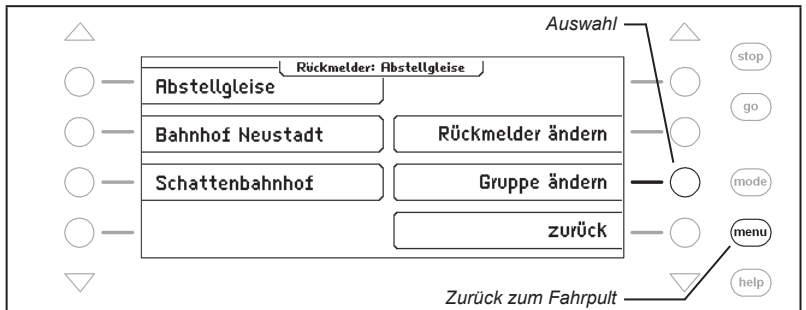 Auswahl
stop
Rückmelder: Abstellgleise
Abstellgleise
go
Bahnhof Neustadt
Rückmelder ändern
Schattenbahnhof
Gruppe ändern
mode
zurück
menu
help
Zurück zum Fahrpult